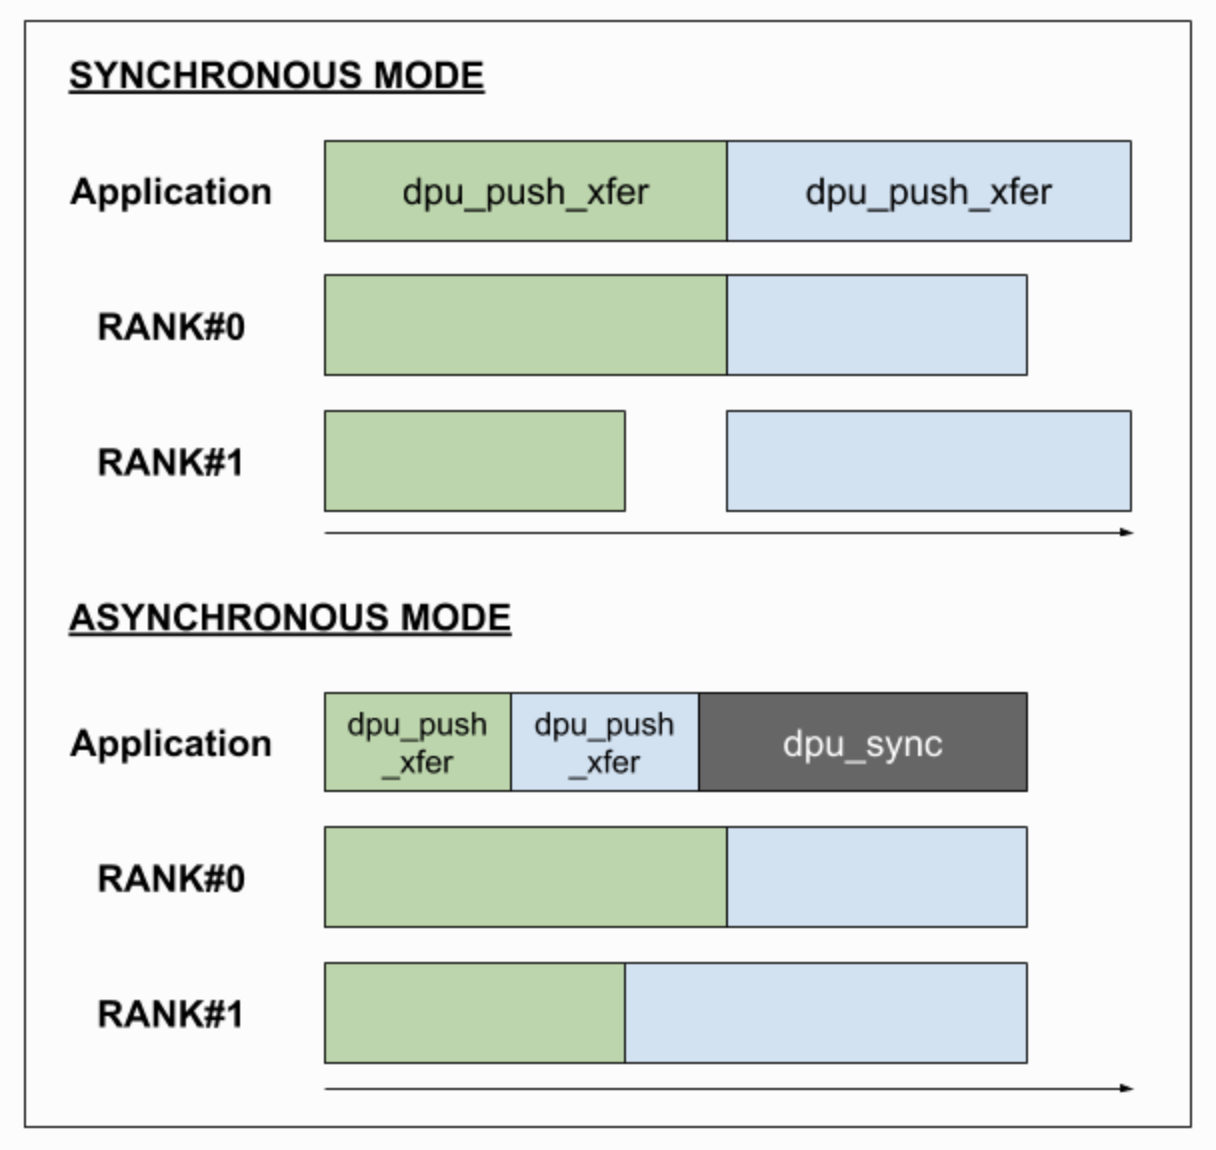 SYNCHRONOUS MODE
Application
dpu_push_xfer
dpu_push_xfer
RANK#0
RANK#1
ASYNCHRONOUS MODE
Application
dpu_push
_xfer
dpu_push
_xfer
dpu_sync
RANK#0
RANK#1